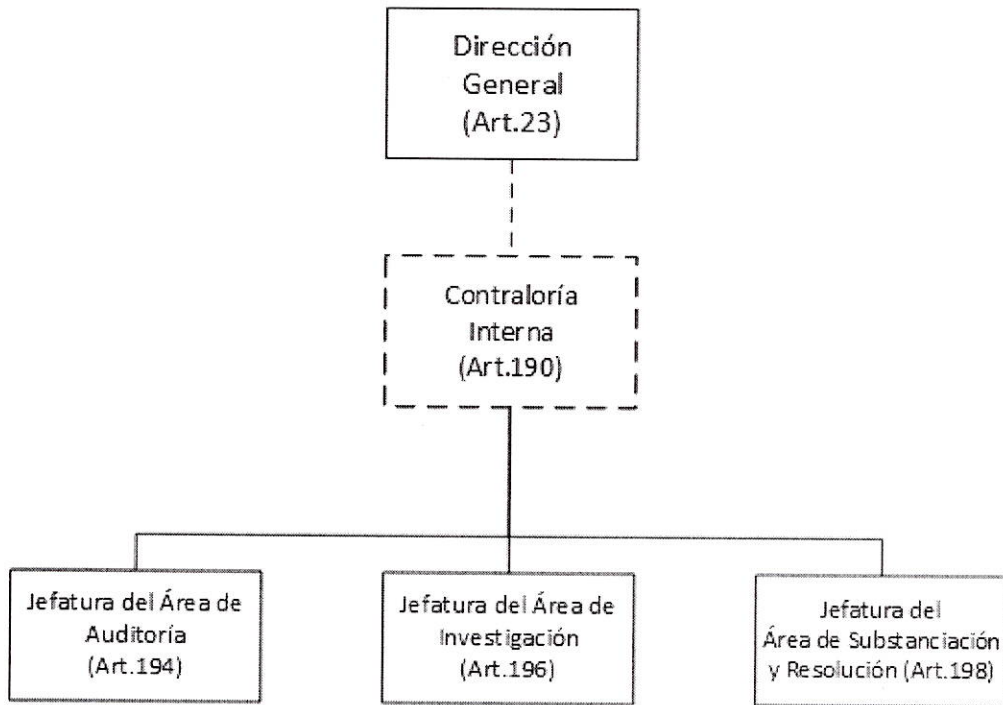 Dirección
General
(Art.23)
Contraloría
Interna
(Art.190)
Jefatura del Área de
Auditoría
(Art.194)
Jefatura del Área de
Investigación
(Art.196)
Jefatura del
Área de Substanciación
y Resolución (Art.198)